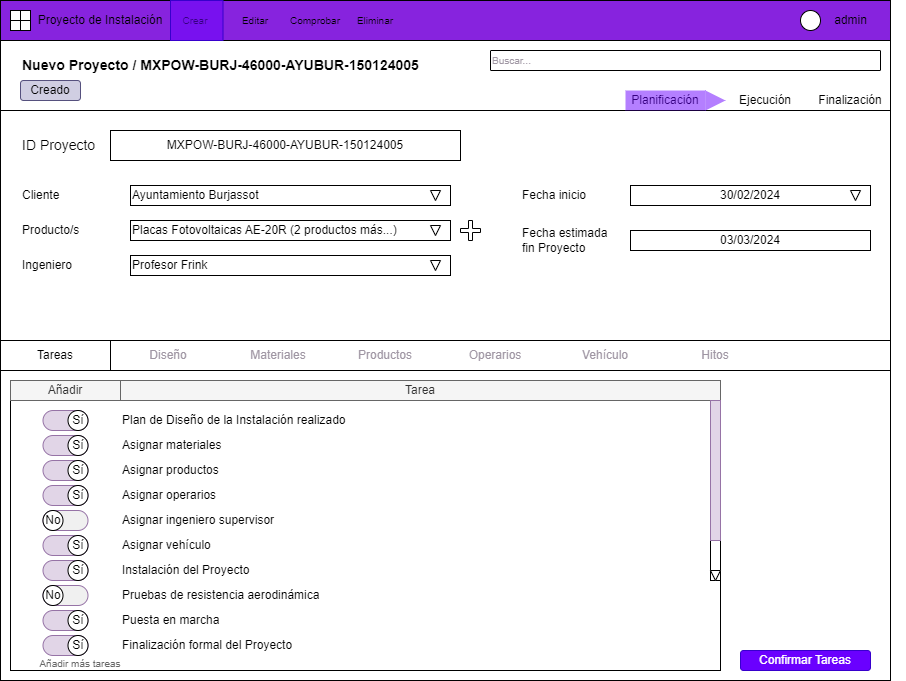 Proyecto de Instalación Crear Editar Comprobar Eliminar admin
Nuevo Proyecto / MXPOW-BURJ-46000-AYUBUR-150124005
Buscar...
Creado
Planificación Ejecución Finalización
ID Proyecto MXPOW-BURJ-46000-AYUBUR-150124005
Cliente Ayuntamiento Burjassot Fecha inicio 30/02/2024
Producto/s Placas Fotovoltaicas AE-20R (2 productos más...) Fecha estimada
fin Proyecto 03/03/2024
Ingeniero Profesor Frink
Tareas Diseño Materiales Productos Operarios Vehículo Hitos
Añadir Tarea
Sí Plan de Diseño de la Instalación realizado
Sí Asignar materiales
Sí Asignar productos
Sí Asignar operarios
No Asignar ingeniero supervisor
Sí Asignar vehículo
Sí Instalación del Proyecto
No Pruebas de resistencia aerodinámica
Sí Puesta en marcha
Sí Finalización formal del Proyecto
Añadir más tareas
Confirmar Tareas